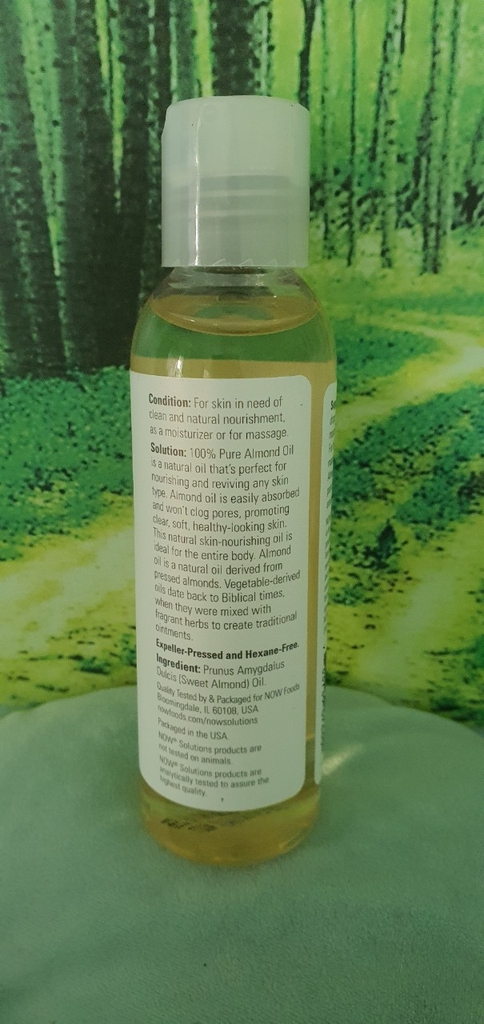 Condition: For skin in need of
clean and natural nourishment,
as a moisturizer or for massage.
Solution: 100% Pure Almond Oil
is a natural oil that's perfect for
nourishing and reviving any skin
type. Almond oil is easily absorbed
and won't clog pores, promoting
clear, soft, healthy-looking skin.
This natural skin-nourishing oil is
ideal for the entire body. Almond
oil is a natural oil derived from
pressed almonds. Vegetable-derived
oils date back to Biblical times,
when they were mixed with
fragrant herbs to create traditional
ointments.
Expeller-Pressed and Hexane-Free.
Ingredient: Prunus Amygdalus
Dulcis (Sweet Almond) Oil.
Quality Tested by & Packaged for NOW Foods
Bloomingdale, IL 60108, USA
nowfoods.com/nowsolutions
Packaged in the USA
NOW® Solutions products are
not tested on animals.
NOW® Solutions products are
analytically tested to assure the
highest quality.